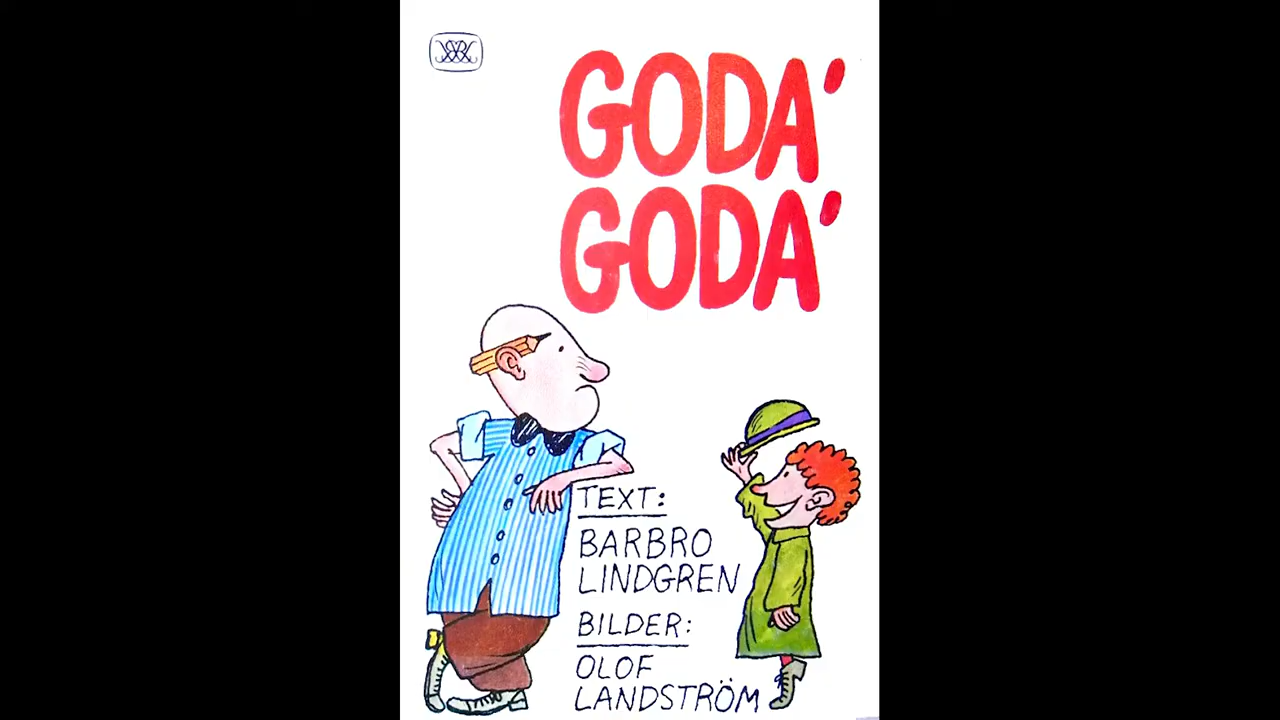 GODA'
GODA'
TEXT:
BARBRO
LINDGREN
BILDER:
OLOF
LANDSTRÖM